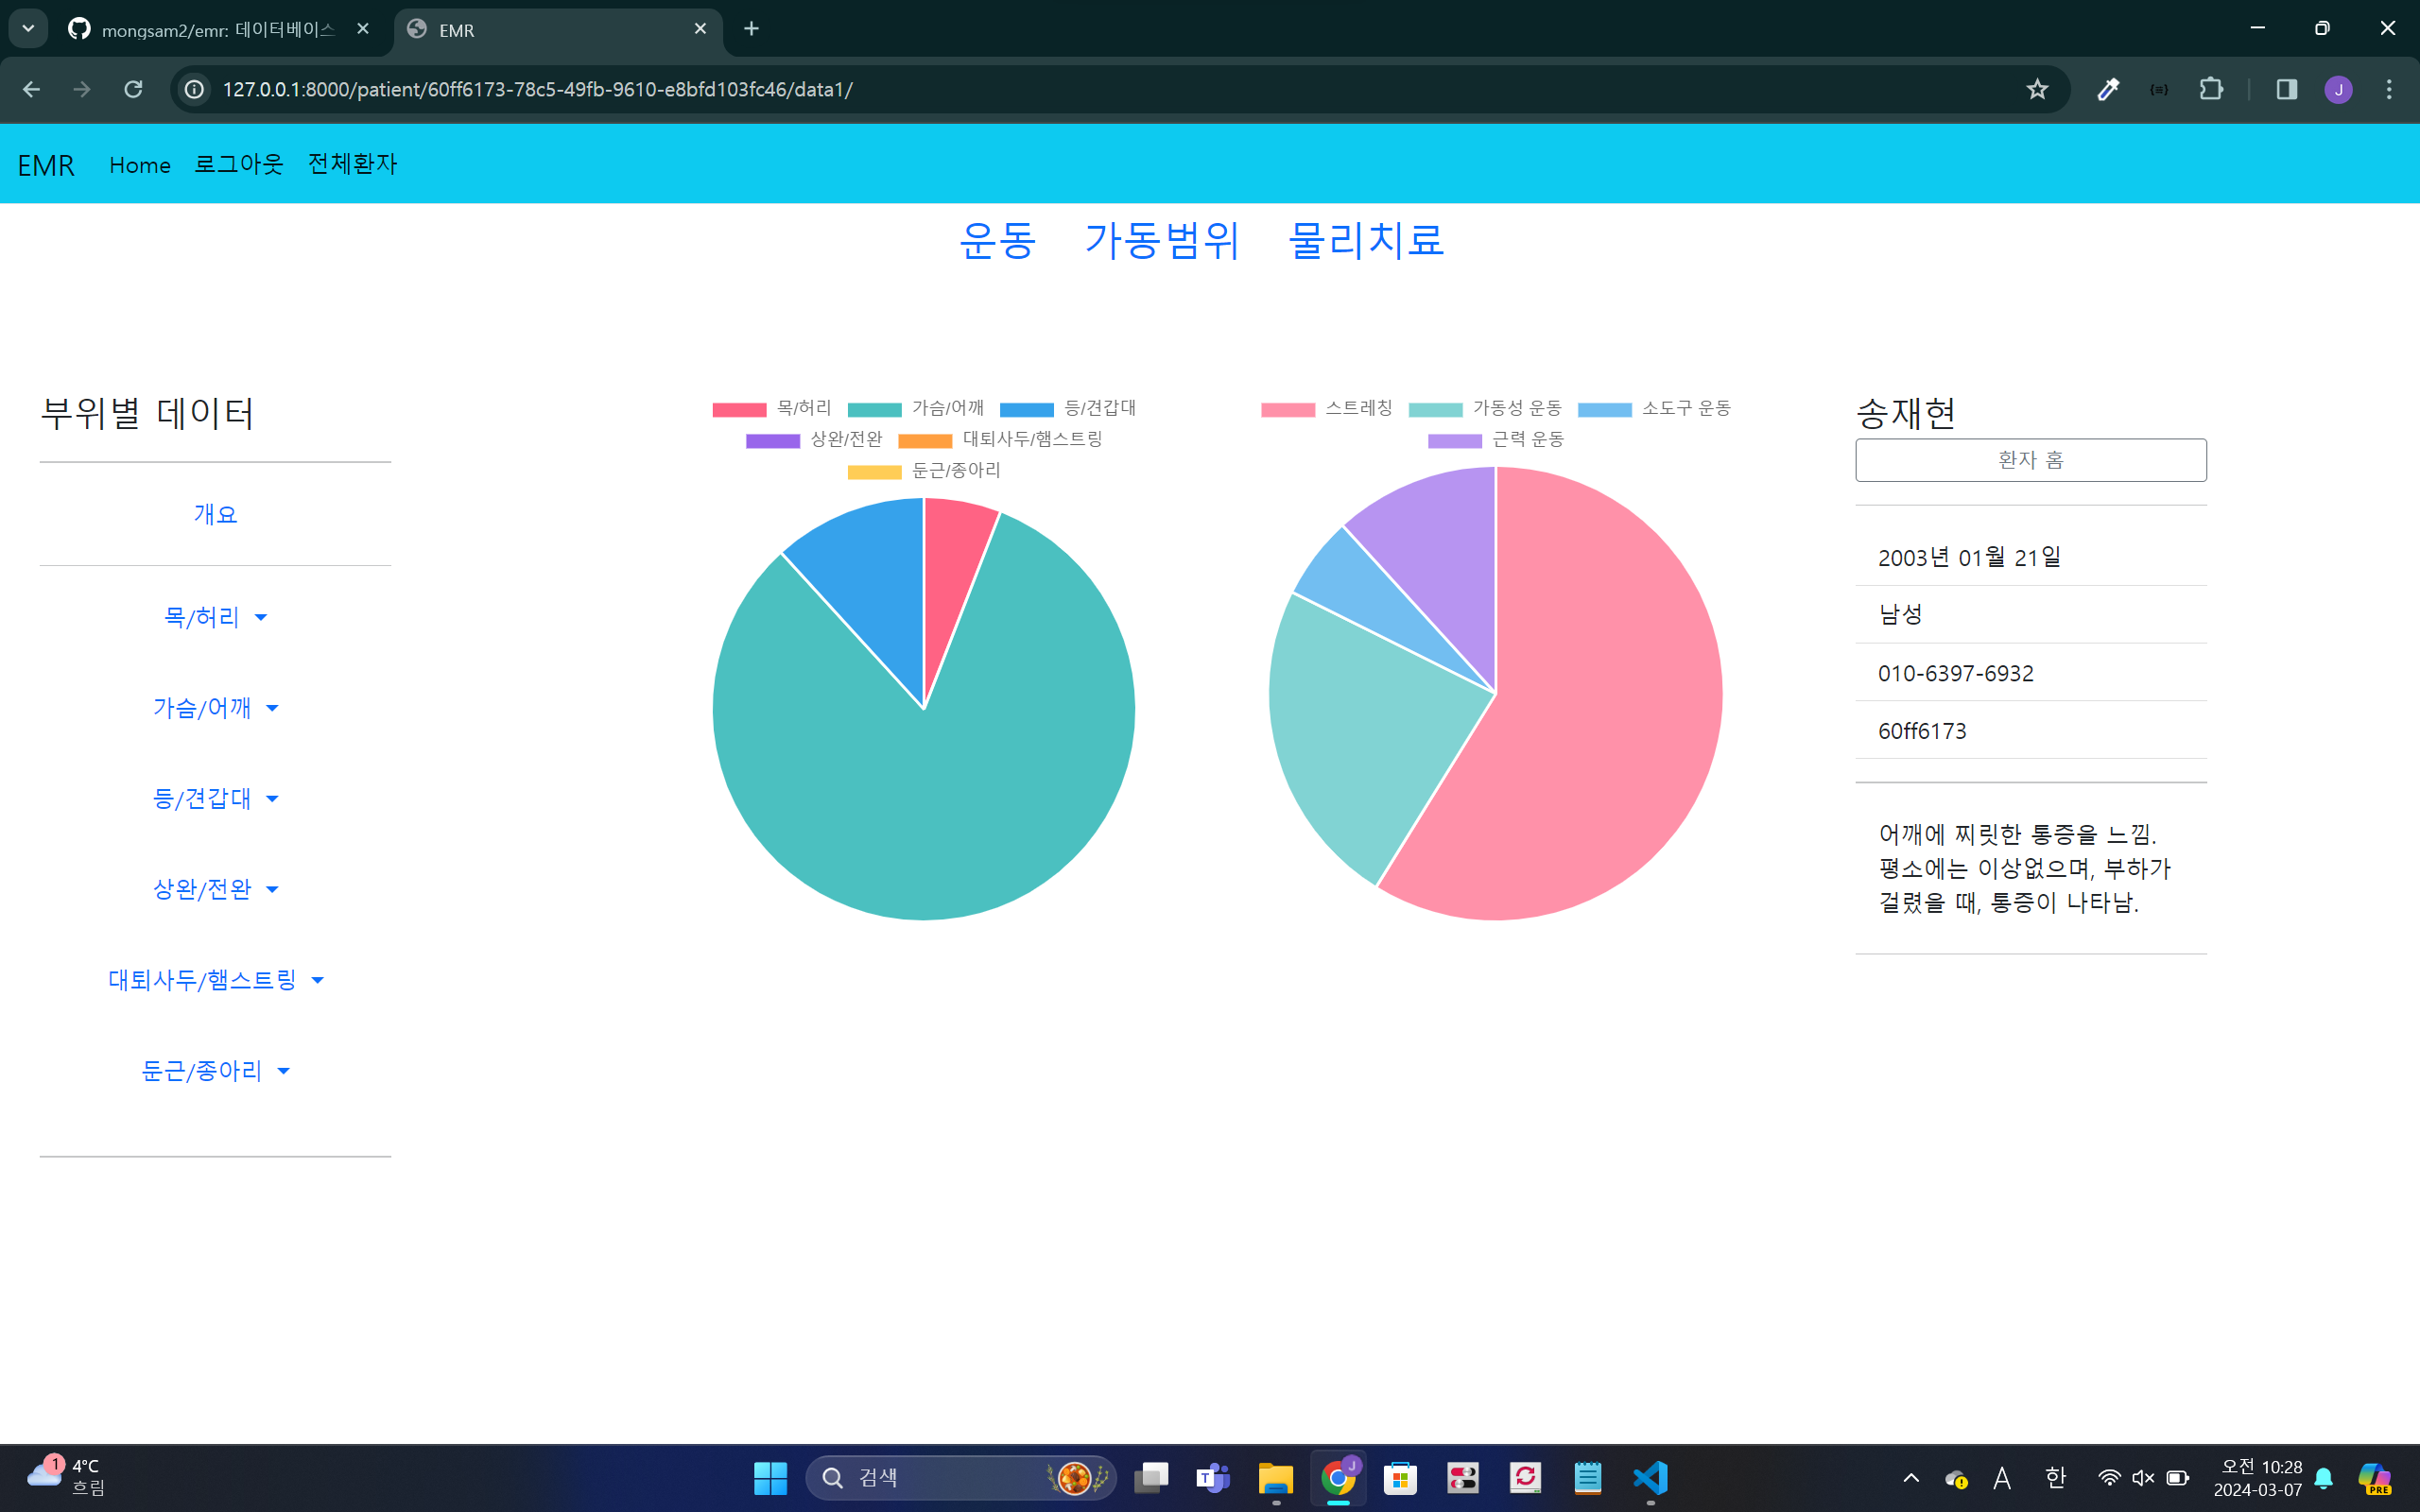 mongsam2/emr: 데이터베이스
EMR
127.0.0.1:8000/patient/60ff6173-78c5-49fb-9610-e8bfd103fc46/data1/
J
EMR Home 로그아웃 전체환자
운동 가동범위 물리치료
부위별 데이터
개요
목/허리
가슴/어깨
등/견갑대
상완/전완
대퇴사두/햄스트링
둔근/종아리
목/허리 가슴/어깨 등/견갑대
상완/전완 대퇴사두/햄스트링
둔근/종아리
스트레칭 가동성 운동 소도구 운동
근력 운동
송재현
환자 홈
2003년 01월 21일
남성
010-6397-6932
60ff6173
어깨에 찌릿한 통증을 느낌.
평소에는 이상없으며, 부하가
걸렸을 때, 통증이 나타남.
1
4°C
흐림
검색
T
J
A
한
오전 10:28
2024-03-07
PRE